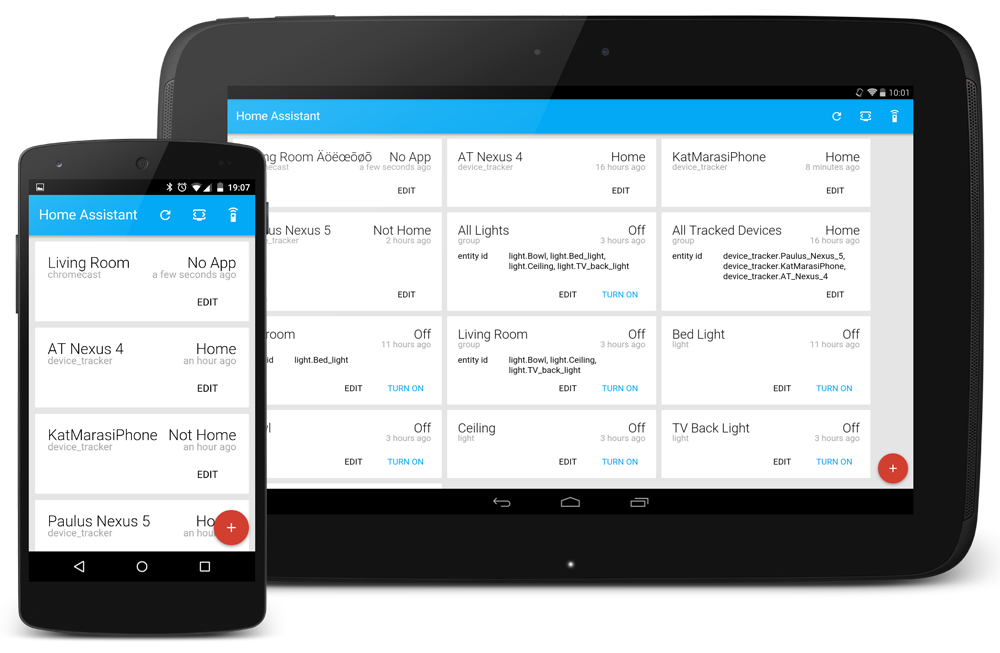 19:07
Home Assistant
Living Room No App
chromecast a few seconds ago
EDIT
AT Nexus 4 Home
device_tracker an hour ago
EDIT
KatMarasiPhone Not Home
device_tracker an hour ago
EDIT
Paulus Nexus 5
device_tracker
+
10:01
Home Assistant
Room Äöëœõøō No App
a few seconds ago
EDIT
AT Nexus 4 Home
device_tracker 16 hours ago
EDIT
KatMarasiPhone Home
device_tracker 8 minutes ago
EDIT
Nexus 5 Not Home
2 hours ago
EDIT
All Lights Off
group 3 hours ago
entity id light.Bowl, light.Bed_light,
light.Ceiling, light.TV_back_light
EDIT TURN ON
All Tracked Devices Home
group 16 hours ago
entity id device_tracker.Paulus_Nexus_5,
device_tracker.KatMarasiPhone,
device_tracker.AT_Nexus_4
EDIT
room Off
11 hours ago
id light.Bed_light
EDIT TURN ON
Living Room Off
group 3 hours ago
entity id light.Bowl, light.Ceiling,
light.TV_back_light
EDIT TURN ON
Bed Light Off
light 11 hours ago
EDIT TURN ON
Off
3 hours ago
EDIT TURN ON
Ceiling Off
light 3 hours ago
EDIT TURN ON
TV Back Light Off
light 3 hours ago
EDIT TURN ON
+